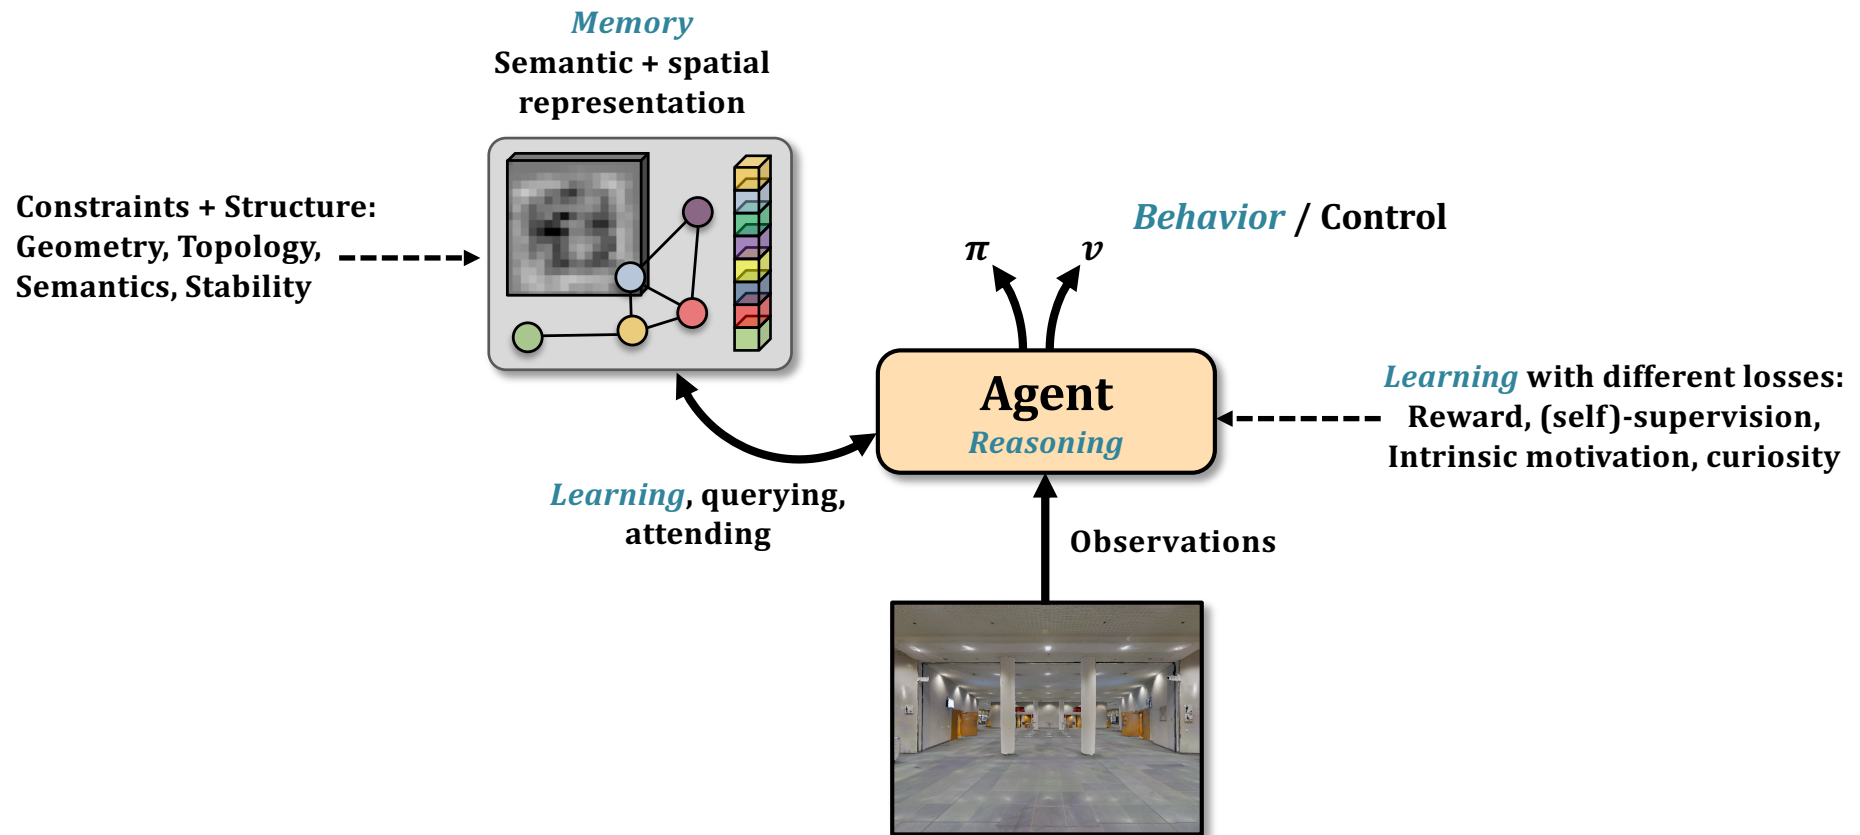 Memory
Semantic + spatial
representation
Constraints + Structure:
Geometry, Topology,
Semantics, Stability
Behavior / Control
π
v
Agent
Reasoning
Learning with different losses:
Reward, (self)-supervision,
Intrinsic motivation, curiosity
Learning, querying,
attending
Observations